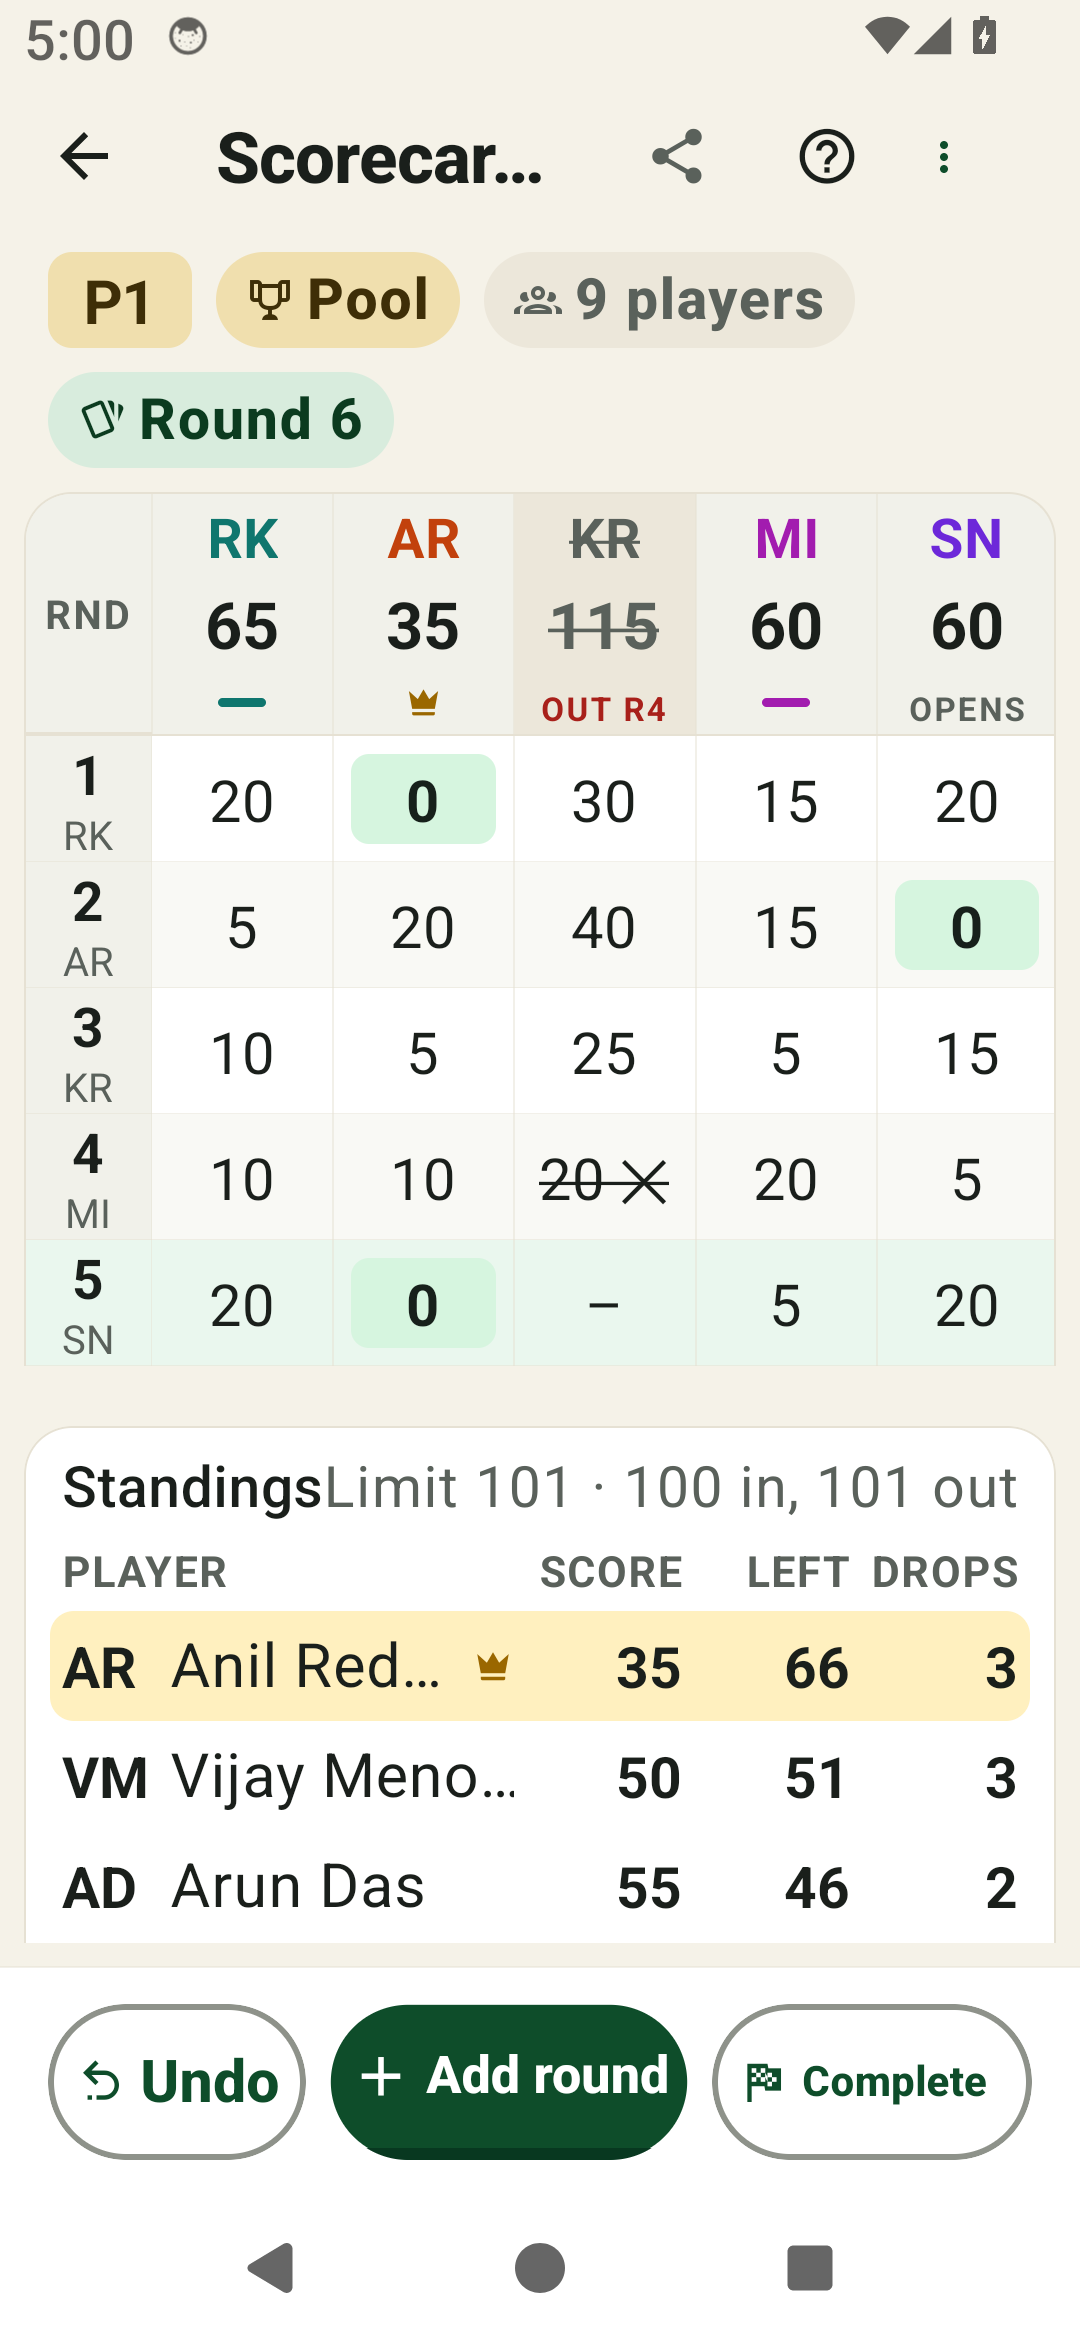 5:00
Scorecar...
P1 Pool 9 players
Round 6
RND RK AR KR MI SN
65 35 115 60 60
OUT R4 OPENS
1 RK 20 0 30 15 20
2 AR 5 20 40 15 0
3 KR 10 5 25 5 15
4 MI 10 10 20 × 20 5
5 SN 20 0 – 5 20
Standings Limit 101 · 100 in, 101 out
PLAYER SCORE LEFT DROPS
AR Anil Red... 35 66 3
VM Vijay Meno... 50 51 3
AD Arun Das 55 46 2
Undo + Add round Complete